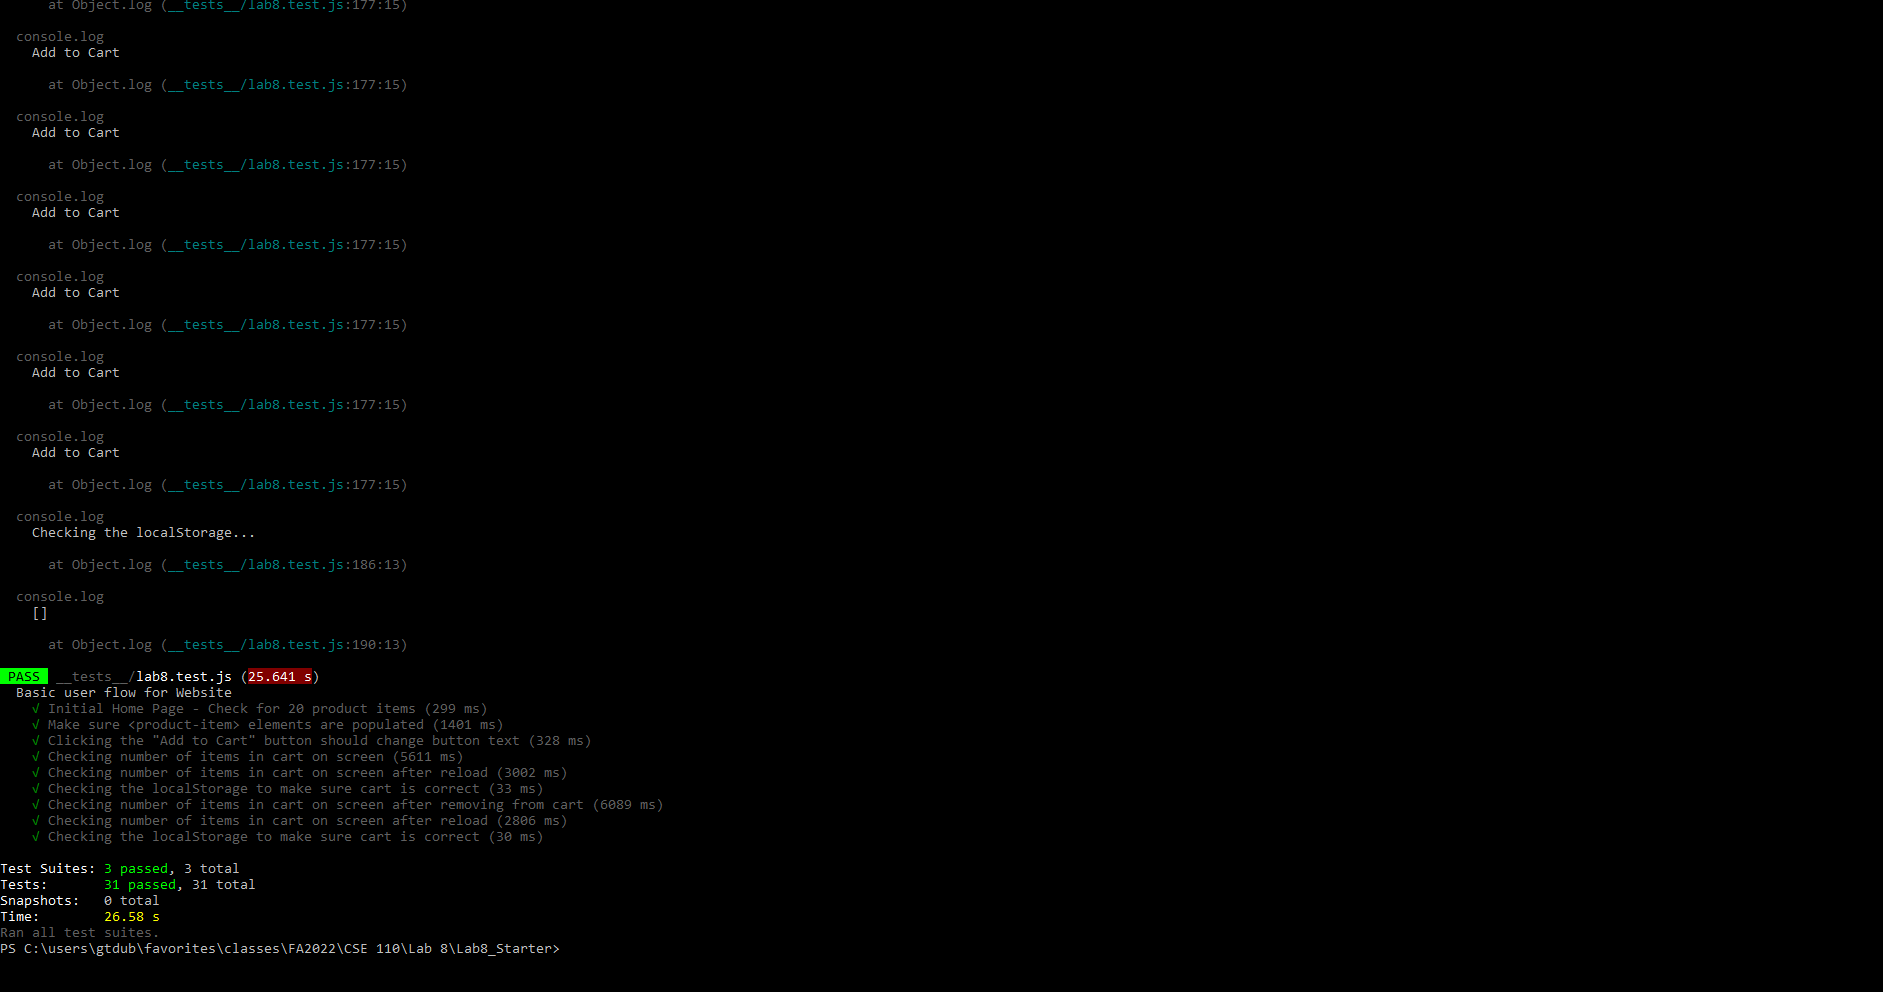 at Object.log (__tests__/lab8.test.js:177:15)
console.log
Add to Cart
at Object.log (__tests__/lab8.test.js:177:15)
console.log
Add to Cart
at Object.log (__tests__/lab8.test.js:177:15)
console.log
Add to Cart
at Object.log (__tests__/lab8.test.js:177:15)
console.log
Add to Cart
at Object.log (__tests__/lab8.test.js:177:15)
console.log
Add to Cart
at Object.log (__tests__/lab8.test.js:177:15)
console.log
Add to Cart
at Object.log (__tests__/lab8.test.js:177:15)
console.log
Checking the localStorage...
at Object.log (__tests__/lab8.test.js:186:13)
console.log
[]
at Object.log (__tests__/lab8.test.js:190:13)
PASS __tests__/lab8.test.js (25.641 s)
Basic user flow for Website
√ Initial Home Page - Check for 20 product items (299 ms)
√ Make sure <product-item> elements are populated (1401 ms)
√ Clicking the "Add to Cart" button should change button text (328 ms)
√ Checking number of items in cart on screen (5611 ms)
√ Checking number of items in cart on screen after reload (3002 ms)
√ Checking the localStorage to make sure cart is correct (33 ms)
√ Checking number of items in cart on screen after removing from cart (6089 ms)
√ Checking number of items in cart on screen after reload (2806 ms)
√ Checking the localStorage to make sure cart is correct (30 ms)
Test Suites: 3 passed, 3 total
Tests: 31 passed, 31 total
Snapshots: 0 total
Time: 26.58 s
Ran all test suites.
PS C:\users\gtdub\favorites\classes\FA2022\CSE 110\Lab 8\Lab8_Starter>